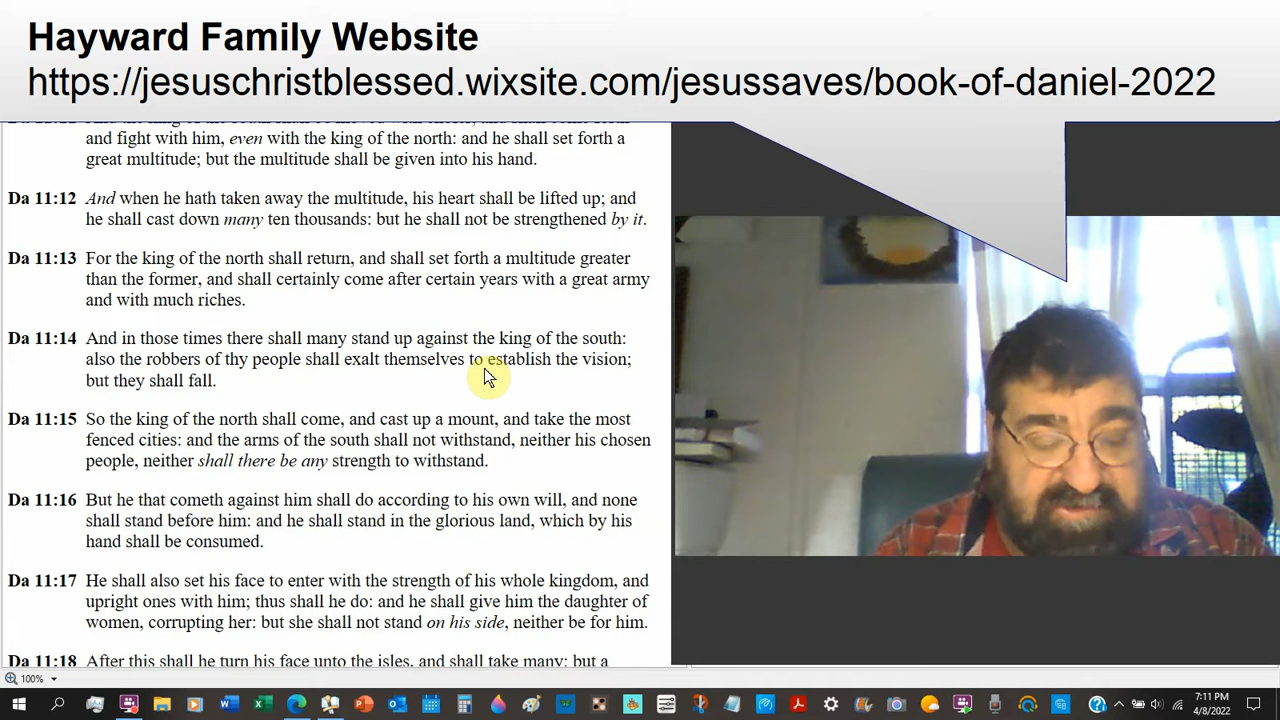 Hayward Family Website
https://jesuschristblessed.wixsite.com/jesussaves/book-of-daniel-2022
and fight with him, even with the king of the north: and he shall set forth a
great multitude; but the multitude shall be given into his hand.
Da 11:12 And when he hath taken away the multitude, his heart shall be lifted up; and
he shall cast down many ten thousands: but he shall not be strengthened by it.
Da 11:13 For the king of the north shall return, and shall set forth a multitude greater
than the former, and shall certainly come after certain years with a great army
and with much riches.
Da 11:14 And in those times there shall many stand up against the king of the south:
also the robbers of thy people shall exalt themselves to establish the vision;
but they shall fall.
Da 11:15 So the king of the north shall come, and cast up a mount, and take the most
fenced cities: and the arms of the south shall not withstand, neither his chosen
people, neither shall there be any strength to withstand.
Da 11:16 But he that cometh against him shall do according to his own will, and none
shall stand before him: and he shall stand in the glorious land, which by his
hand shall be consumed.
Da 11:17 He shall also set his face to enter with the strength of his whole kingdom, and
upright ones with him; thus shall he do: and he shall give him the daughter of
women, corrupting her: but she shall not stand on his side, neither be for him.
Da 11:18 After this shall he turn his face unto the isles, and shall take many: but a
100%
7:11 PM
4/8/2022